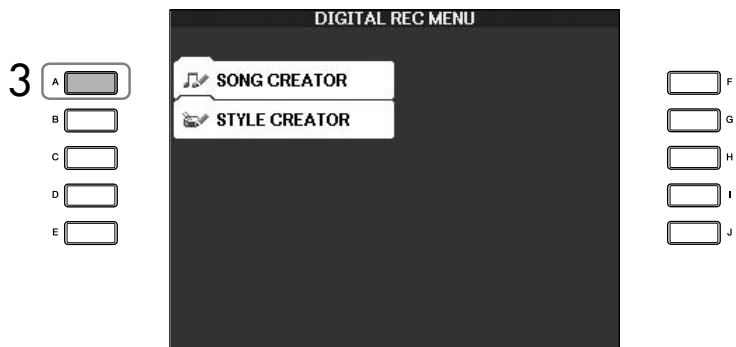 DIGITAL REC MENU
3 A SONG CREATOR F
B STYLE CREATOR G
C H
D I
E J